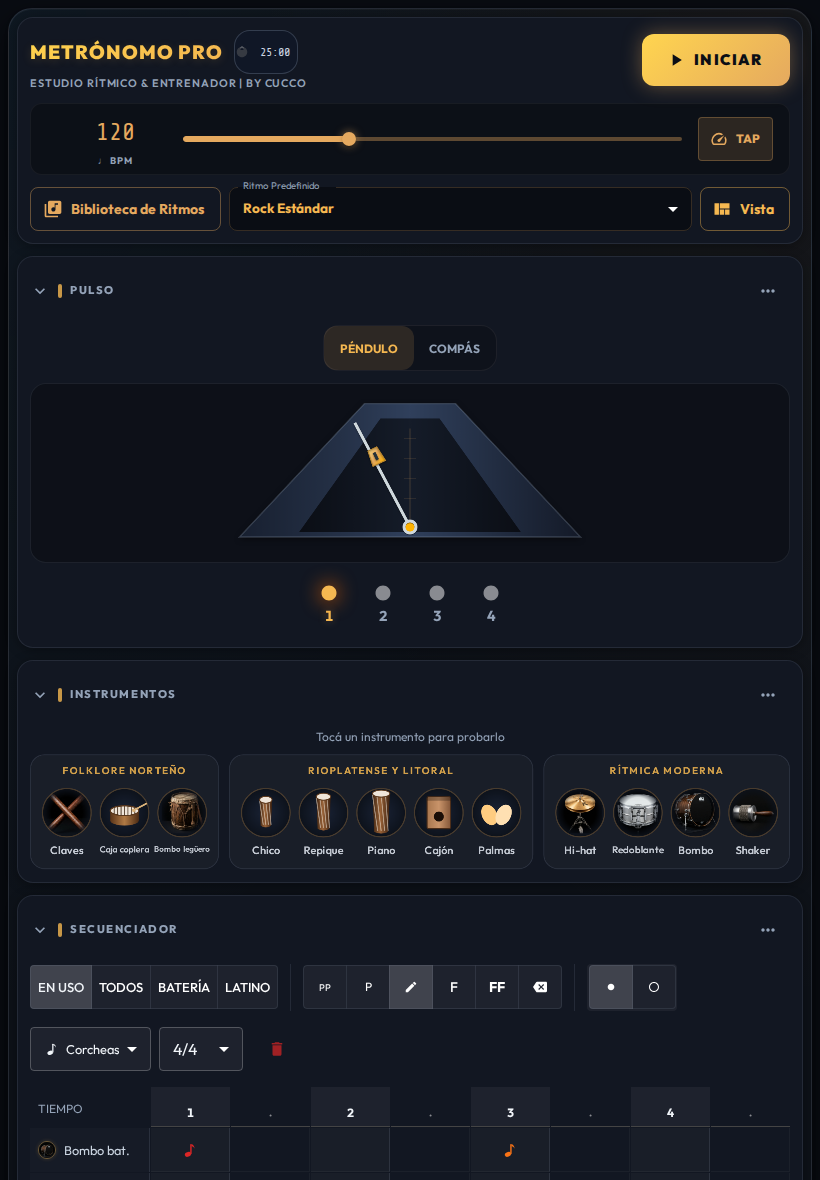 METRÓNOMO PRO
25:00
INICIAR
ESTUDIO RÍTMICO & ENTRENADOR | BY CUCCO
120
♩ BPM
TAP
Biblioteca de Ritmos
Ritmo Predefinido
Rock Estándar
Vista
PULSO
PÉNDULO
COMPÁS
1 2 3 4
INSTRUMENTOS
Tocá un instrumento para probarlo
FOLKLORE NORTEÑO
Claves
Caja coplera
Bombo legüero
RIOPLATENSE Y LITORAL
Chico
Repique
Piano
Cajón
Palmas
RÍTMICA MODERNA
Hi-hat
Redoblante
Bombo
Shaker
SECUENCIADOR
EN USO TODOS BATERÍA LATINO
PP P F FF
Corcheas
4/4
TIEMPO 1 . 2 . 3 . 4 .
Bombo bat.